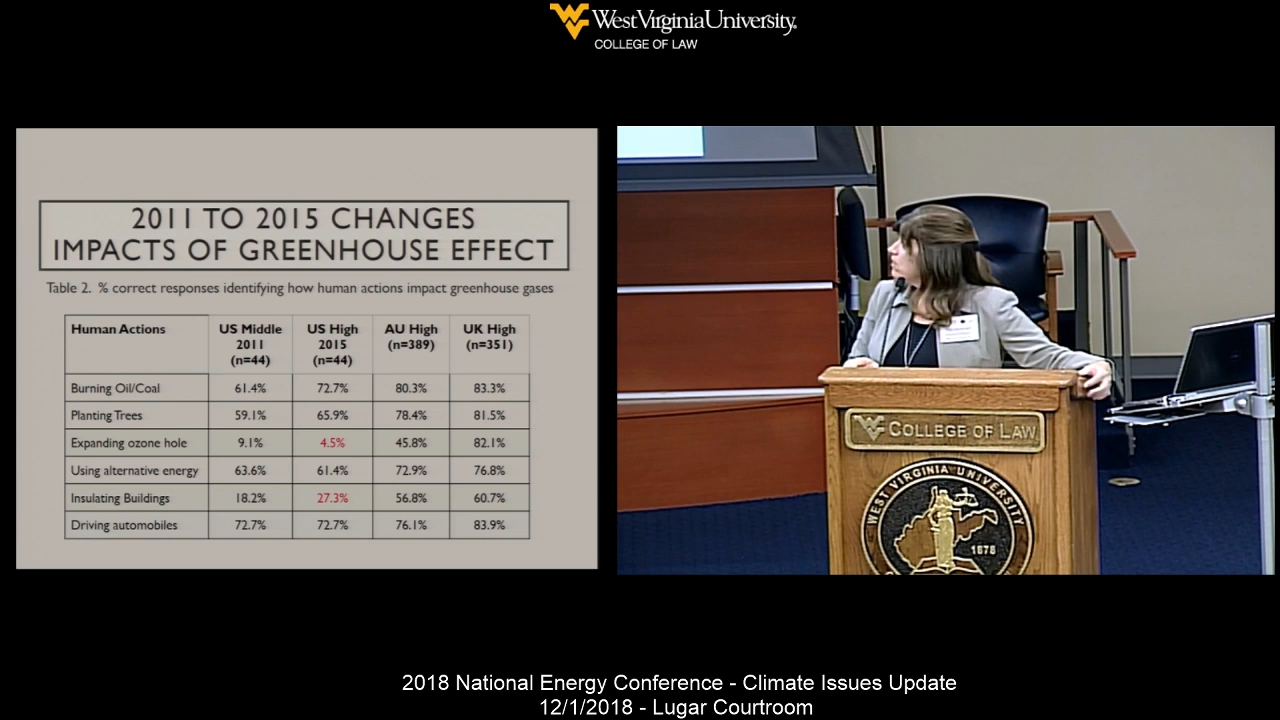 West Virginia University.
COLLEGE OF LAW
2011 TO 2015 CHANGES
IMPACTS OF GREENHOUSE EFFECT
Table 2. % correct responses identifying how human actions impact greenhouse gases
Human Actions US Middle 2011 (n=44) US High 2015 (n=44) AU High (n=389) UK High (n=351)
Burning Oil/Coal 61.4% 72.7% 80.3% 83.3%
Planting Trees 59.1% 65.9% 78.4% 81.5%
Expanding ozone hole 9.1% 4.5% 45.8% 82.1%
Using alternative energy 63.6% 61.4% 72.9% 76.8%
Insulating Buildings 18.2% 27.3% 56.8% 60.7%
Driving automobiles 72.7% 72.7% 76.1% 83.9%
COLLEGE OF LAW
WEST VIRGINIA UNIVERSITY
1878
2018 National Energy Conference - Climate Issues Update
12/1/2018 - Lugar Courtroom